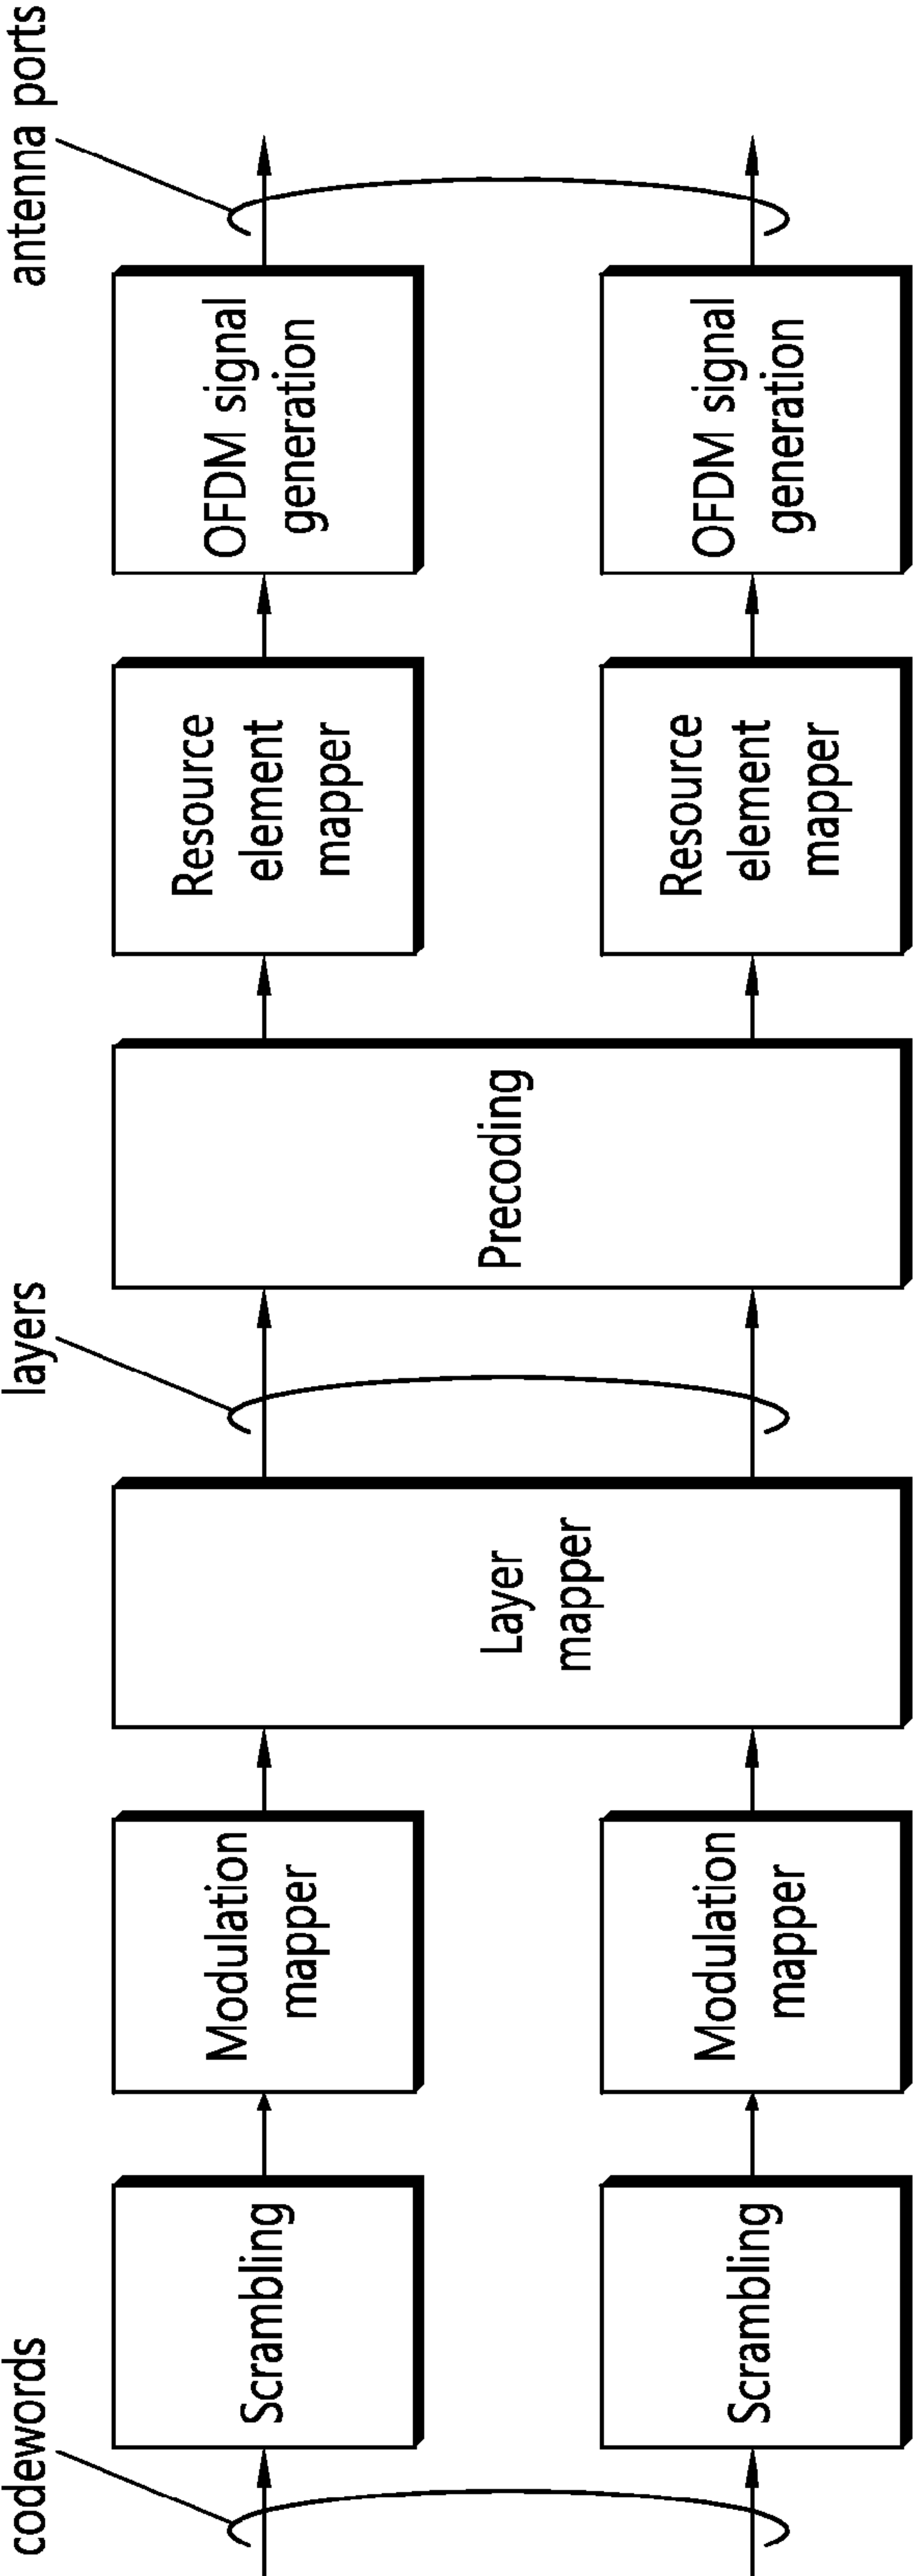 codewords
layers
antenna ports
Scrambling
Modulation
mapper
Layer
mapper
Precoding
Resource
element
mapper
OFDM signal
generation
Scrambling
Modulation
mapper
Resource
element
mapper
OFDM signal
generation